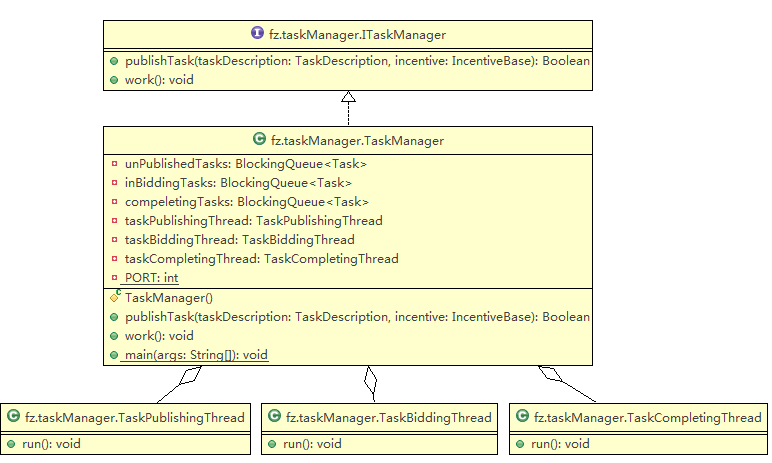 fz.taskManager.ITaskManager
publishTask(taskDescription: TaskDescription, incentive: IncentiveBase): Boolean
work(): void
fz.taskManager.TaskManager
unPublishedTasks: BlockingQueue<Task>
inBiddingTasks: BlockingQueue<Task>
compeletingTasks: BlockingQueue<Task>
taskPublishingThread: TaskPublishingThread
taskBiddingThread: TaskBiddingThread
taskCompletingThread: TaskCompletingThread
PORT: int
TaskManager()
publishTask(taskDescription: TaskDescription, incentive: IncentiveBase): Boolean
work(): void
main(args: String[]): void
fz.taskManager.TaskPublishingThread
run(): void
fz.taskManager.TaskBiddingThread
run(): void
fz.taskManager.TaskCompletingThread
run(): void